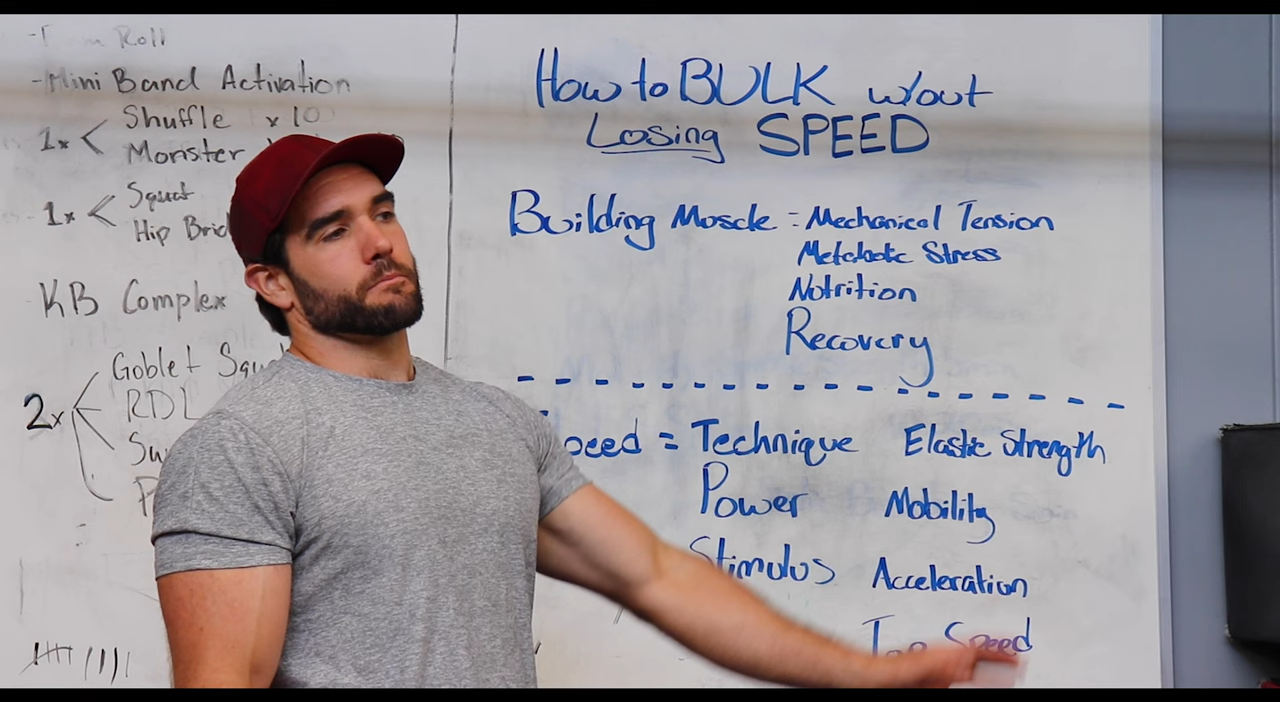 Roll
-Mini Band Activation
1x < Shuffle x 10
Monster
1x < Squat
Hip Brid
KB Complex
2x Goblet Squ
RDL
Sw
P
How to BULK w/out
Losing SPEED
Building Muscle = Mechanical Tension
Metabolic Stress
Nutrition
Recovery
peed = Technique Elastic Strength
Power Mobility
Stimulus Acceleration
Top Speed